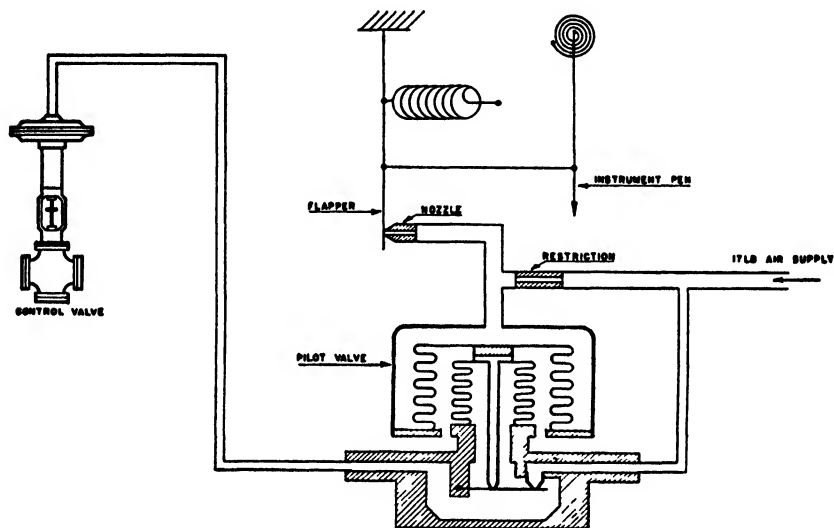 INSTRUMENT PEN
FLAPPER
NOZZLE
RESTRICTION
17LB AIR SUPPLY
CONTROL VALVE
PILOT VALVE